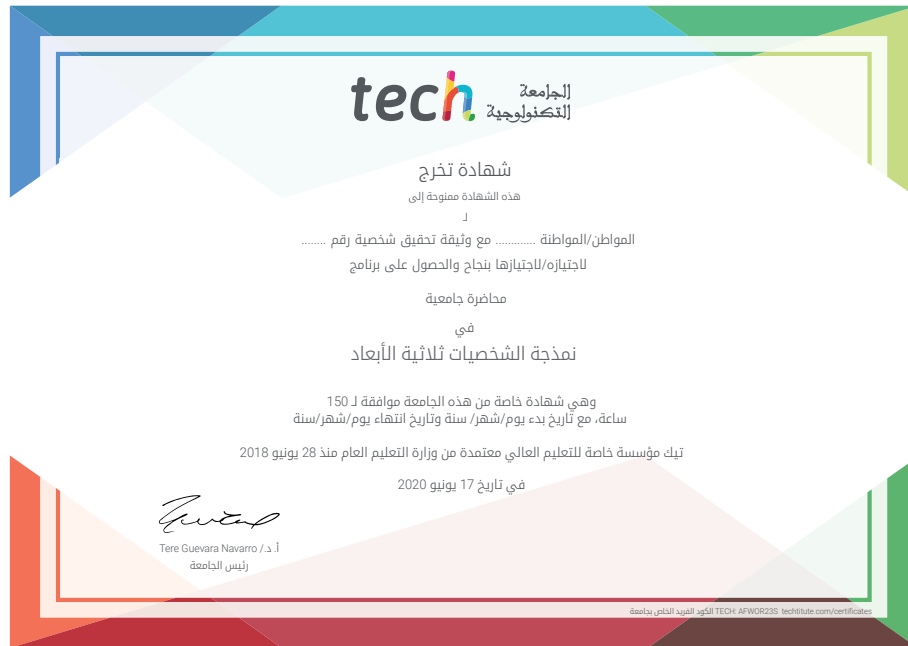 tech الجامعة
التكنولوجية
شهادة تخرج
هذه الشهادة ممنوحة إلى
لـ
المواطن/المواطنة ............ مع وثيقة تحقيق شخصية رقم ........
لاجتيازه/لاجتيازها بنجاح والحصول على برنامج
محاضرة جامعية
في
نمذجة الشخصيات ثلاثية الأبعاد
وهي شهادة خاصة من هذه الجامعة موافقة لـ 150
ساعة، مع تاريخ بدء يوم/شهر/ سنة وتاريخ انتهاء يوم/شهر/سنة
تيك مؤسسة خاصة للتعليم العالي معتمدة من وزارة التعليم العام منذ 28 يونيو 2018
في تاريخ 17 يونيو 2020
أ. د./ Tere Guevara Navarro
رئيس الجامعة
الكود الفريد الخاص بجامعة TECH: AFWOR23S techtitute.com/certificates